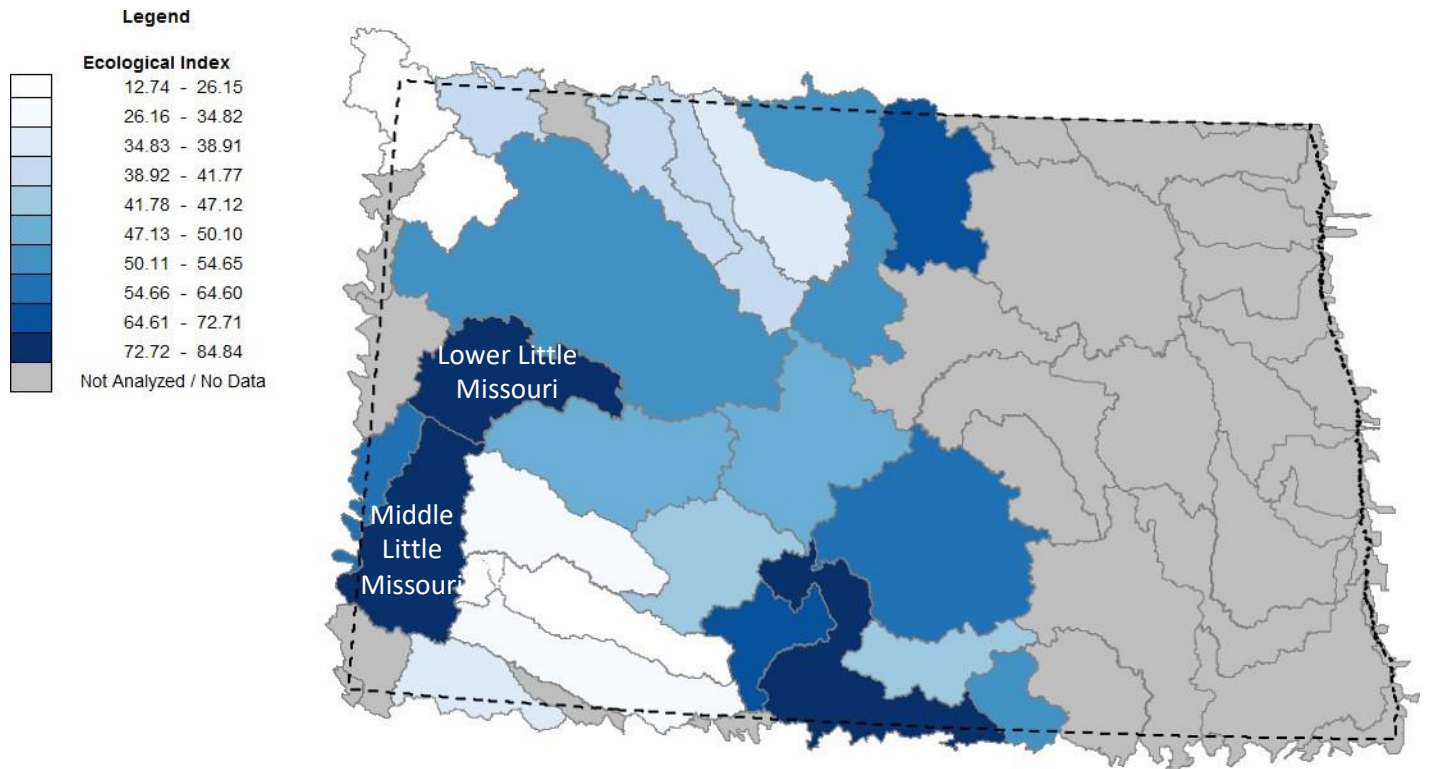 Legend
Ecological Index
12.74 - 26.15
26.16 - 34.82
34.83 - 38.91
38.92 - 41.77
41.78 - 47.12
47.13 - 50.10
50.11 - 54.65
54.66 - 64.60
64.61 - 72.71
72.72 - 84.84
Not Analyzed / No Data
Lower Little
Missouri
Middle
Little
Missouri